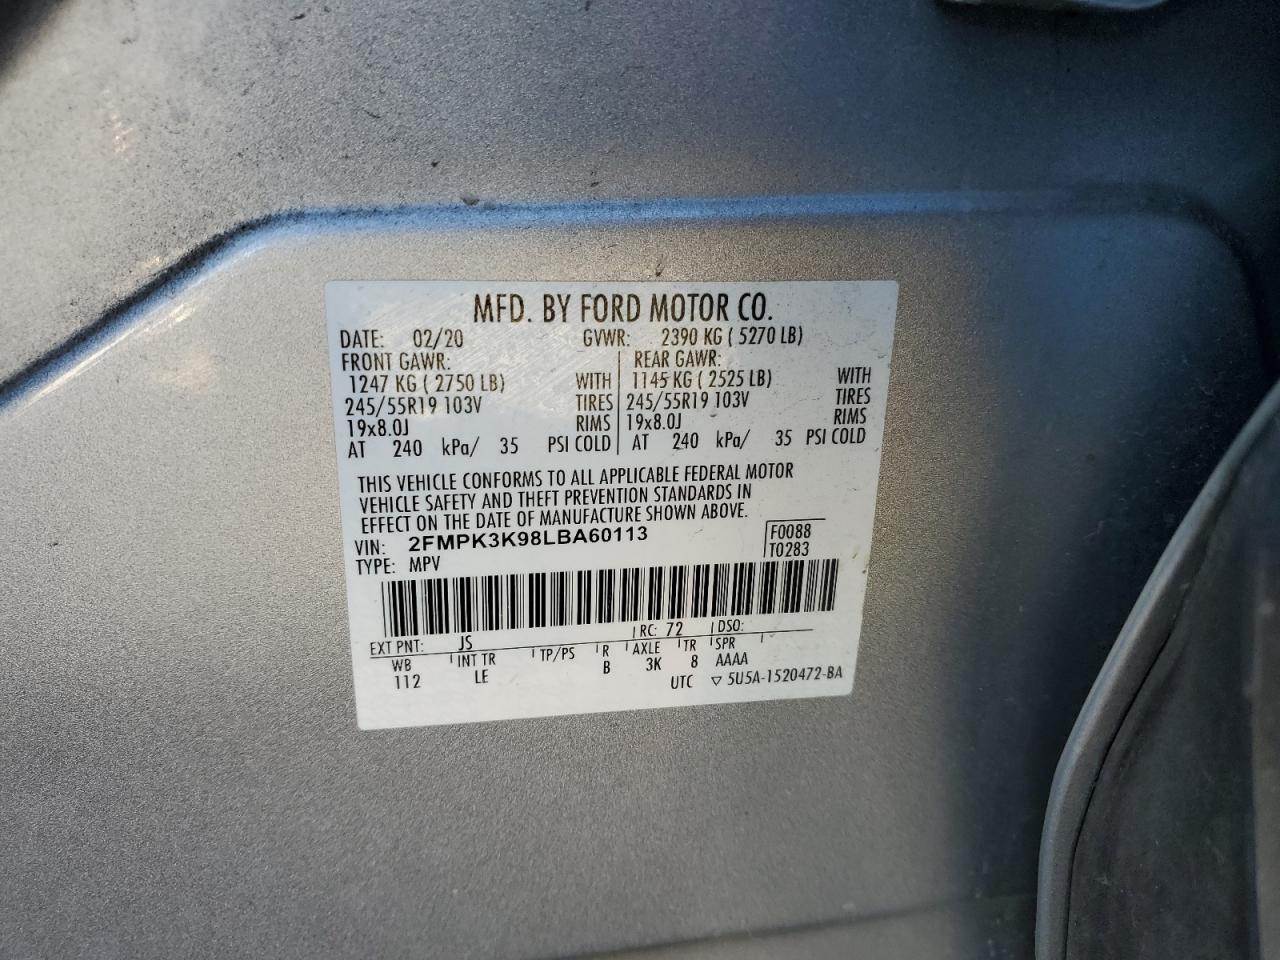 MFD. BY FORD MOTOR CO.
DATE: 02/20 GVWR: 2390 KG ( 5270 LB)
FRONT GAWR: REAR GAWR:
1247 KG ( 2750 LB) WITH 1145 KG ( 2525 LB) WITH
245/55R19 103V TIRES 245/55R19 103V TIRES
19x8.0J RIMS 19x8.0J RIMS
AT 240 kPa/ 35 PSI COLD AT 240 kPa/ 35 PSI COLD
THIS VEHICLE CONFORMS TO ALL APPLICABLE FEDERAL MOTOR
VEHICLE SAFETY AND THEFT PREVENTION STANDARDS IN
EFFECT ON THE DATE OF MANUFACTURE SHOWN ABOVE.
VIN: 2FMPK3K98LBA60113 F0088
TYPE: MPV T0283
EXT PNT: JS RC: 72 DSO:
WB INT TR TP/PS R AXLE TR SPR
112 LE B 3K 8 AAAA
UTC ▽ 5U5A-1520472-BA